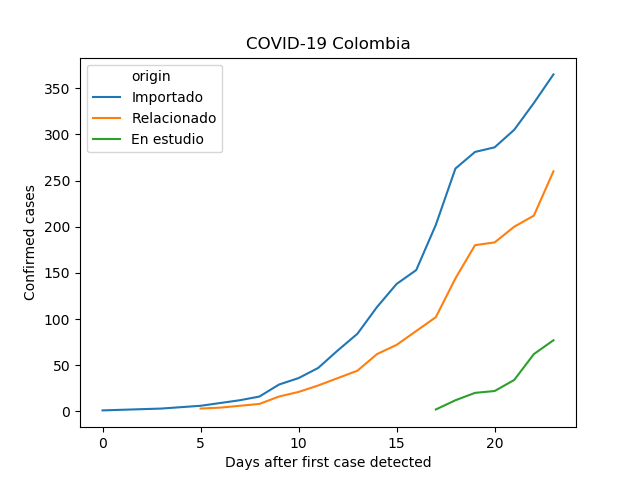 COVID-19 Colombia
origin
Importado
Relacionado
En estudio
Confirmed cases
350
300
250
200
150
100
50
0
0 5 10 15 20
Days after first case detected